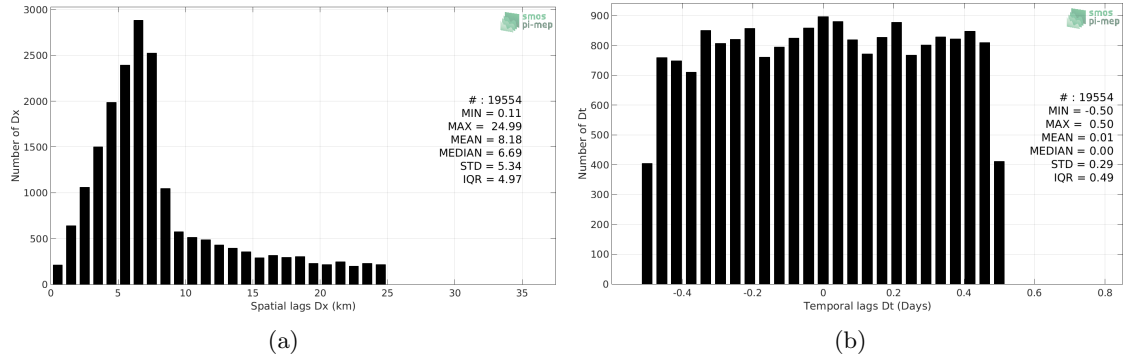 3000
2500
2000
1500
1000
500
0
Number of Dx
smos
pi-mep
# : 19554
MIN = 0.11
MAX = 24.99
MEAN = 8.18
MEDIAN = 6.69
STD = 5.34
IQR = 4.97
0 5 10 15 20 25 30 35
Spatial lags Dx (km)
(a)
900
800
700
600
500
400
300
200
100
0
Number of Dt
smos
pi-mep
# : 19554
MIN = -0.50
MAX = 0.50
MEAN = 0.01
MEDIAN = 0.00
STD = 0.29
IQR = 0.49
-0.4 -0.2 0 0.2 0.4 0.6 0.8
Temporal lags Dt (Days)
(b)